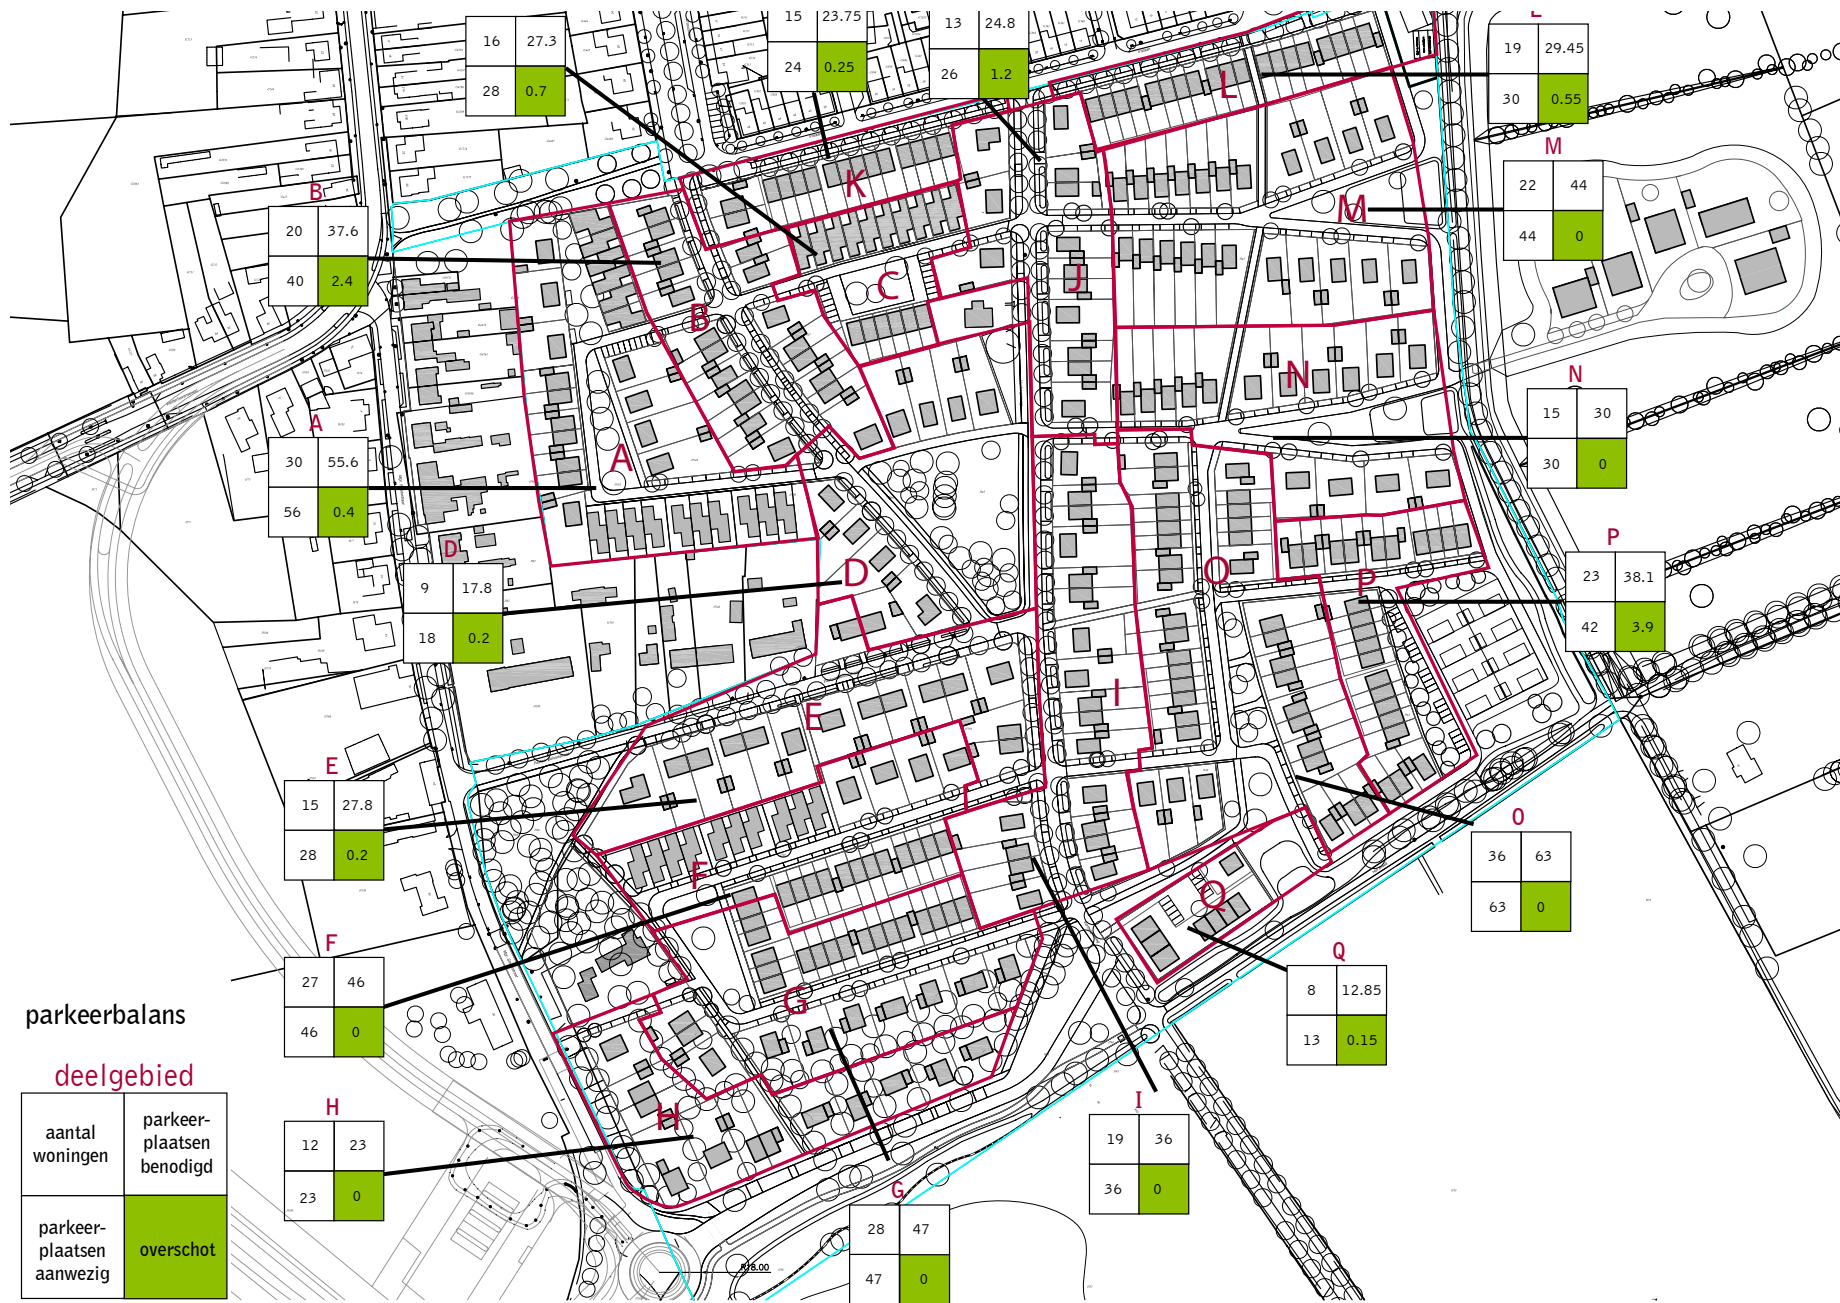 16 27.3
28 0.7
15 23.75
24 0.25
13 24.8
26 1.2
L
19 29.45
30 0.55
M
22 44
44 0
B
20 37.6
40 2.4
A
30 55.6
56 0.4
D
9 17.8
18 0.2
N
15 30
30 0
P
23 38.1
42 3.9
E
15 27.8
28 0.2
O
36 63
63 0
F
27 46
46 0
Q
8 12.85
13 0.15
H
12 23
23 0
I
19 36
36 0
G
28 47
47 0
L
K
M
C
J
B
N
A
D
O
P
I
E
F
Q
G
H
R18.00
parkeerbalans
deelgebied
aantal
woningen
parkeer-
plaatsen
benodigd
parkeer-
plaatsen
aanwezig
overschot